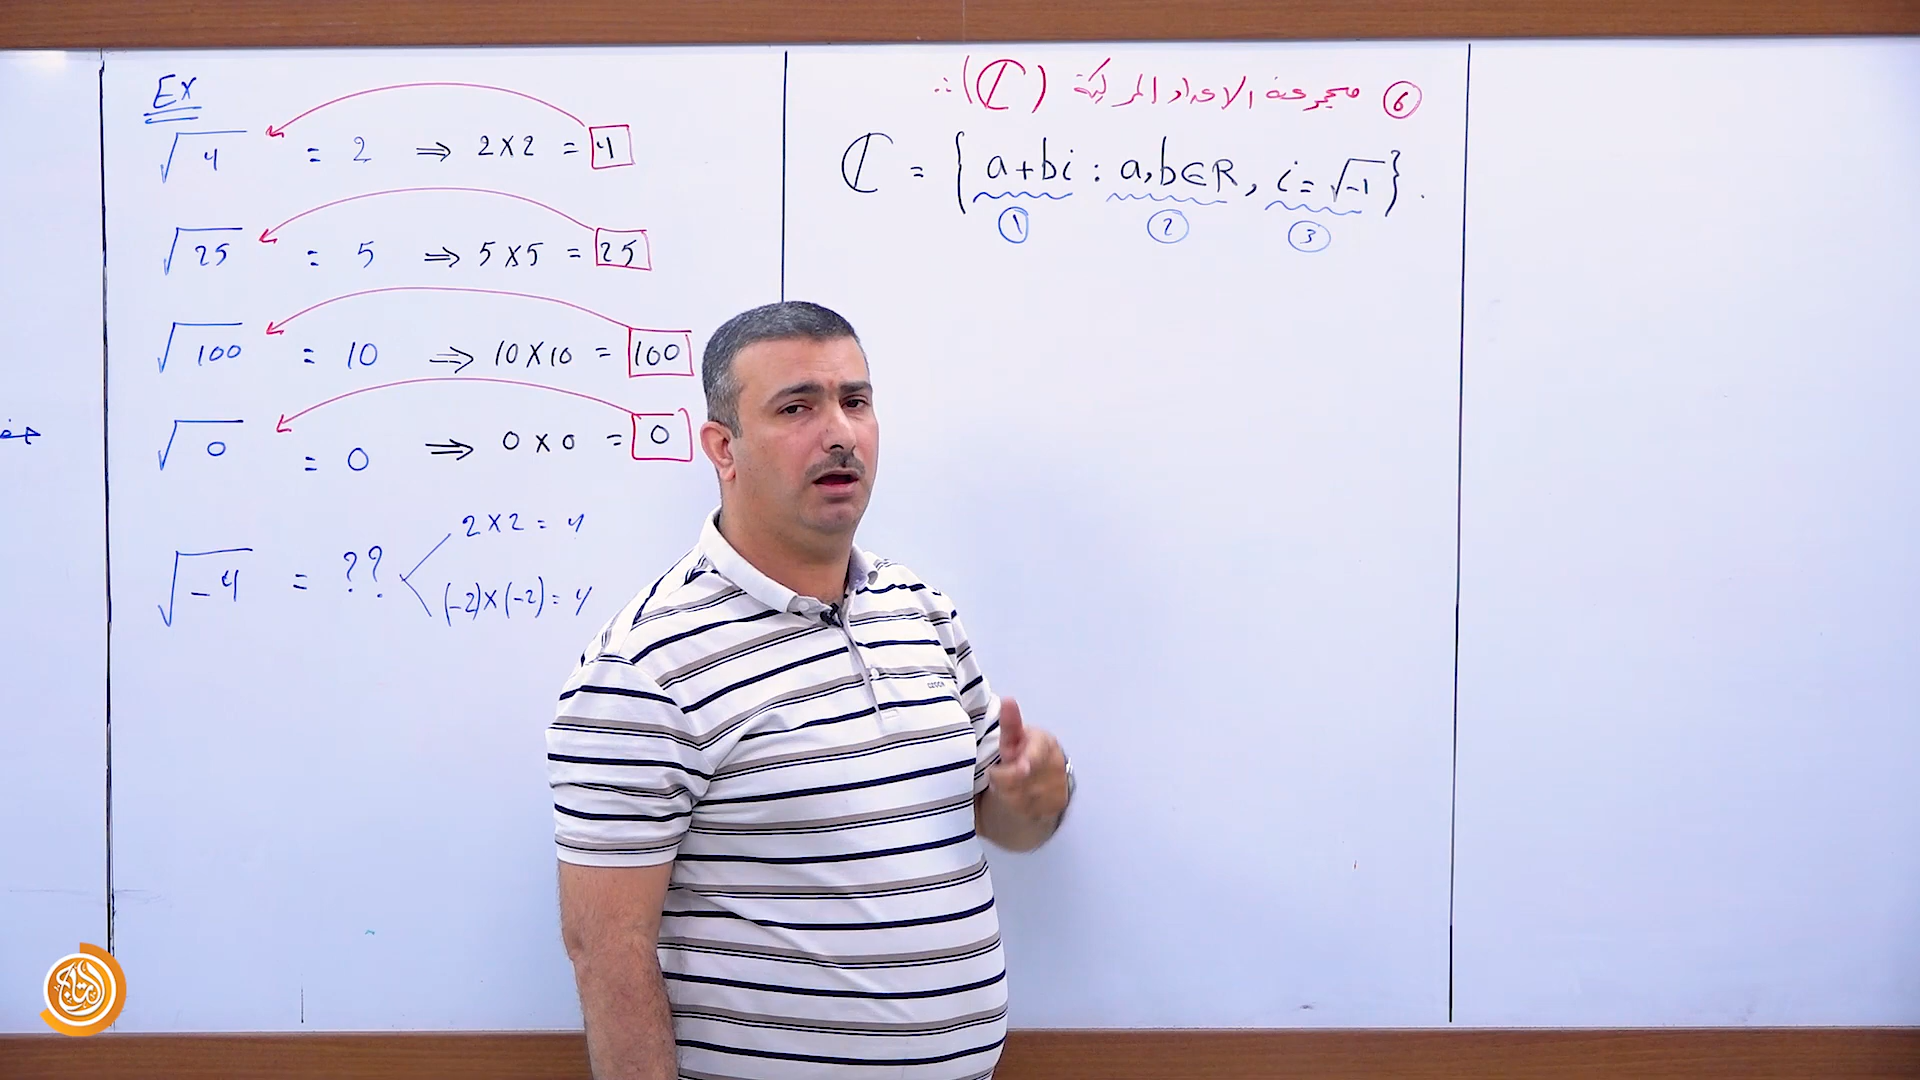 Ex
√4 = 2 ⇒ 2×2 = 4
√25 = 5 ⇒ 5×5 = 25
√100 = 10 ⇒ 10×10 = 100
√0 = 0 ⇒ 0×0 = 0
√-4 = ??
2×2 = 4
(-2)×(-2) = 4
⑥ مجموعة الاعداد المركبة (ℂ) :.
ℂ = { a+bi : a,b∈R , i=√-1 } .
① ② ③
التاج